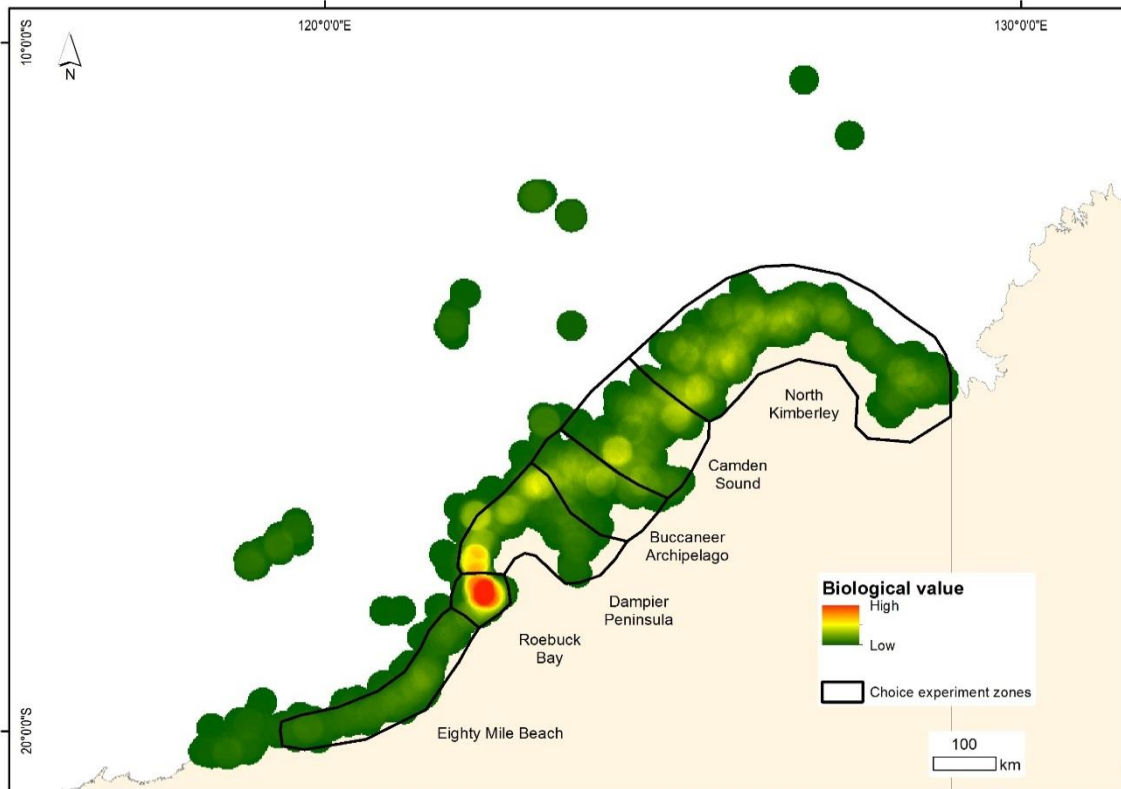 120°0'0"E
130°0'0"E
10°0'0"S
N
North
Kimberley
Camden
Sound
Buccaneer
Archipelago
Dampier
Peninsula
Roebuck
Bay
Eighty Mile Beach
Biological value
High
Low
Choice experiment zones
20°0'0"S
100
km